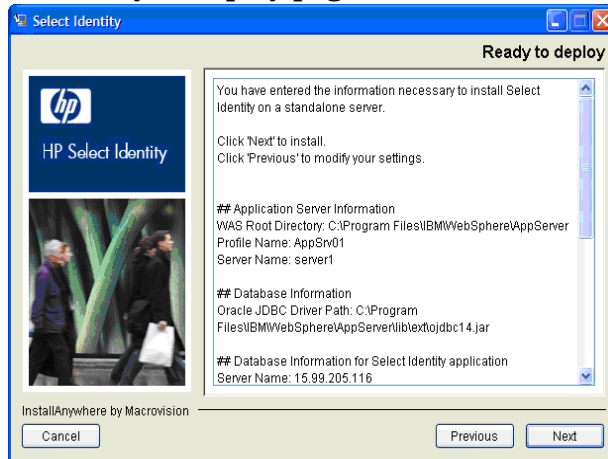 Select Identity
Ready to deploy
hp
HP Select Identity
You have entered the information necessary to install Select
Identity on a standalone server.
Click 'Next' to install.
Click 'Previous' to modify your settings.
## Application Server Information
WAS Root Directory: C:\Program Files\IBM\WebSphere\AppServer
Profile Name: AppSrv01
Server Name: server1
## Database Information
Oracle JDBC Driver Path: C:\Program
Files\IBM\WebSphere\AppServer\lib\ext\ojdbc14.jar
## Database Information for Select Identity application
Server Name: 15.99.205.116
InstallAnywhere by Macrovision
Cancel
Previous
Next